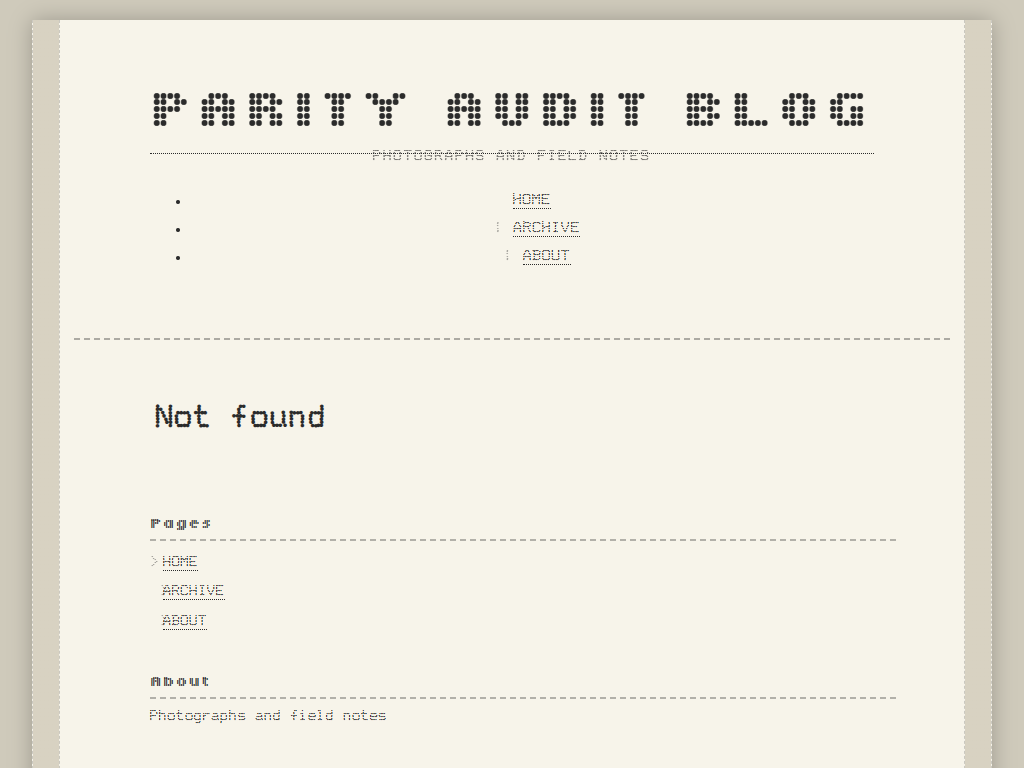 PARITY AUDIT BLOG
PHOTOGRAPHS AND FIELD NOTES
HOME
ARCHIVE
ABOUT
Not found
Pages
> HOME
ARCHIVE
ABOUT
About
Photographs and field notes